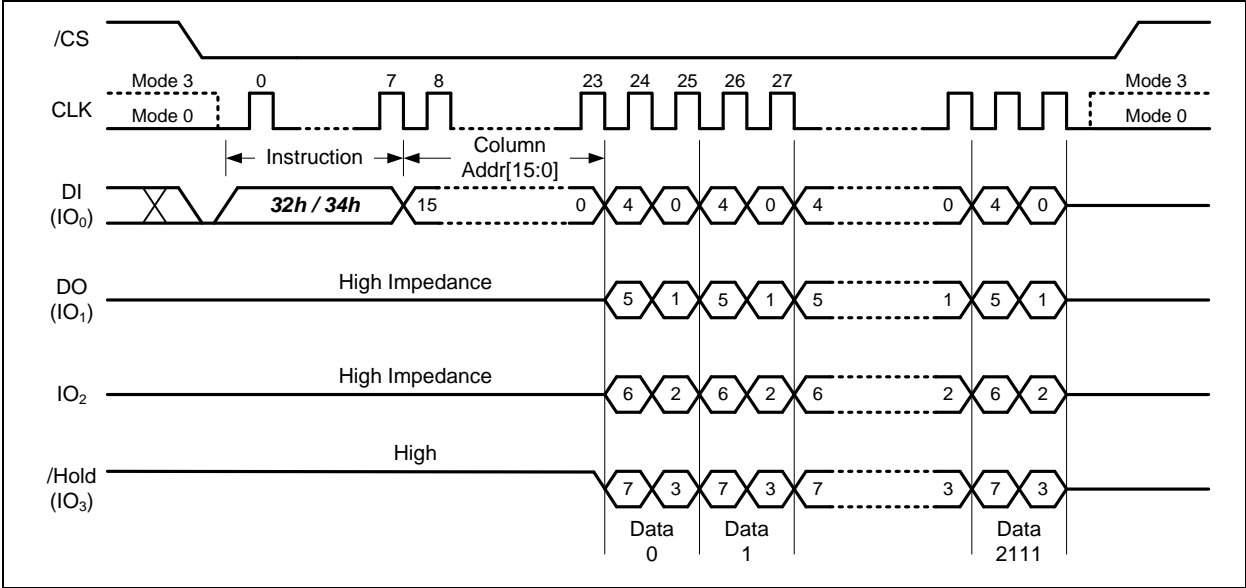 /CS
Mode 3 0 7 8 23 24 25 26 27 Mode 3
CLK
Mode 0 Mode 0
Instruction Column
Addr[15:0]
DI
(IO0) 32h / 34h 15 0 4 0 4 0 4 0 4 0
DO
(IO1) High Impedance 5 1 5 1 5 1 5 1
IO2 High Impedance 6 2 6 2 6 2 6 2
/Hold
(IO3) High 7 3 7 3 7 3 7 3
Data Data Data
0 1 2111